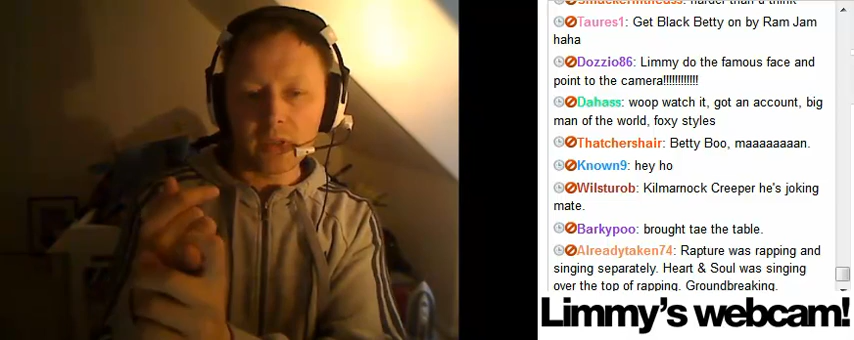 harder than u think
Taures1: Get Black Betty on by Ram Jam
haha
Dozzio86: Limmy do the famous face and
point to the camera!!!!!!!!!!!!
Dahass: woop watch it, got an account, big
man of the world, foxy styles
Thatchershair: Betty Boo, maaaaaaaan.
Known9: hey ho
Wilsturob: Kilmarnock Creeper he's joking
mate.
Barkypoo: brought tae the table.
Alreadytaken74: Rapture was rapping and
singing separately. Heart & Soul was singing
over the top of rapping. Groundbreaking.
Limmy's webcam!